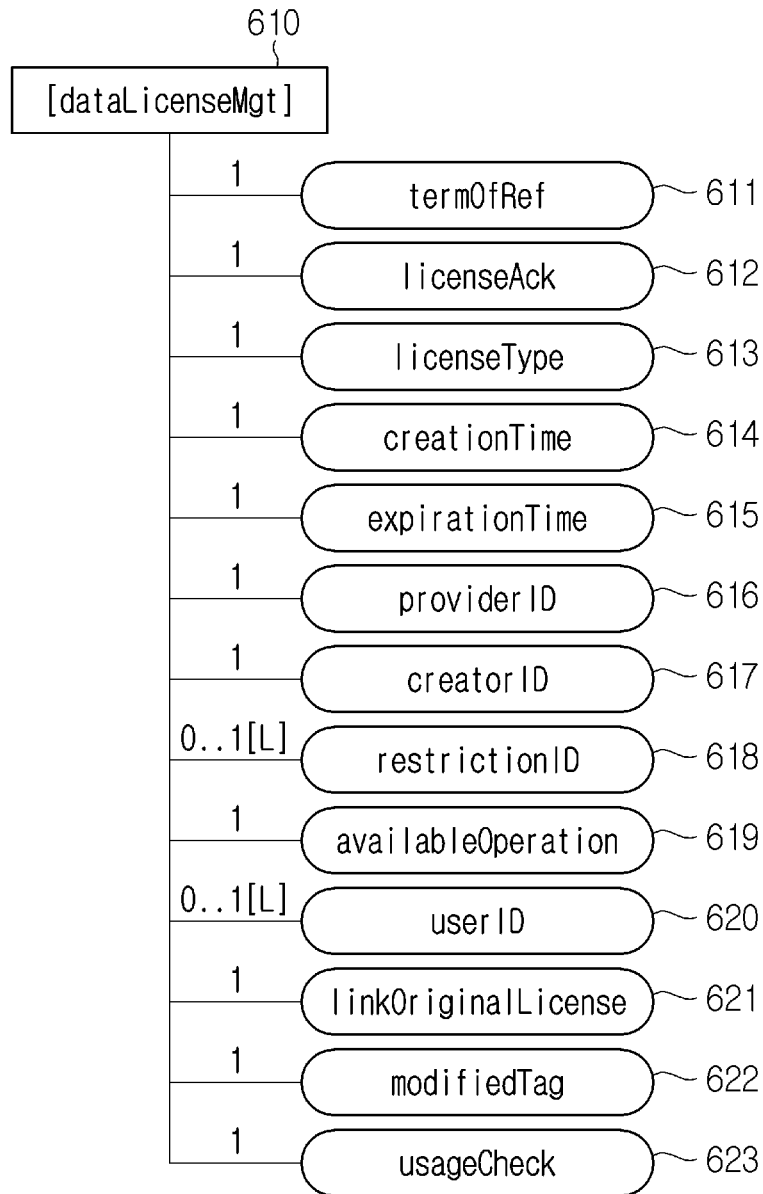 610
[dataLicenseMgt]
1 termOfRef 611
1 licenseAck 612
1 licenseType 613
1 creationTime 614
1 expirationTime 615
1 providerID 616
1 creatorID 617
0..1[L] restrictionID 618
1 availableOperation 619
0..1[L] userID 620
1 linkOriginalLicense 621
1 modifiedTag 622
1 usageCheck 623